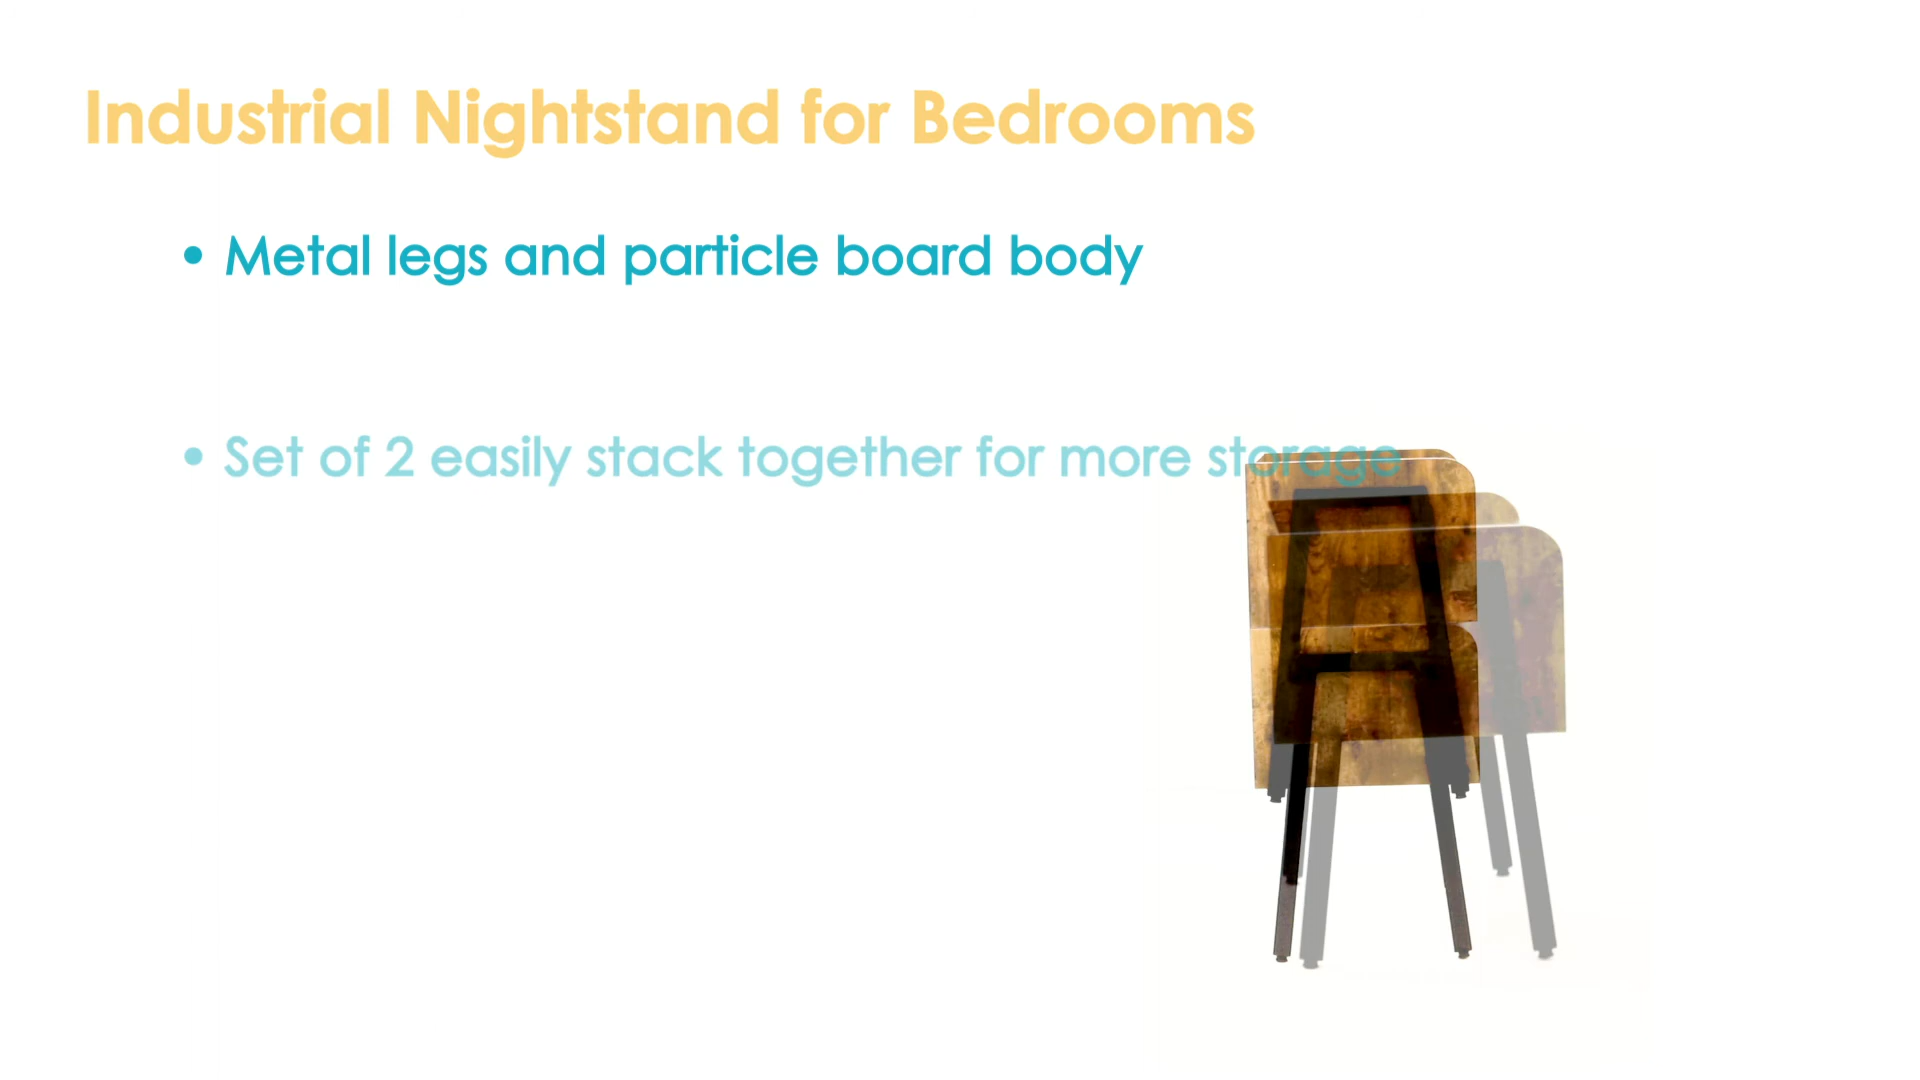 Industrial Nightstand for Bedrooms
• Metal legs and particle board body
• Set of 2 easily stack together for more storage